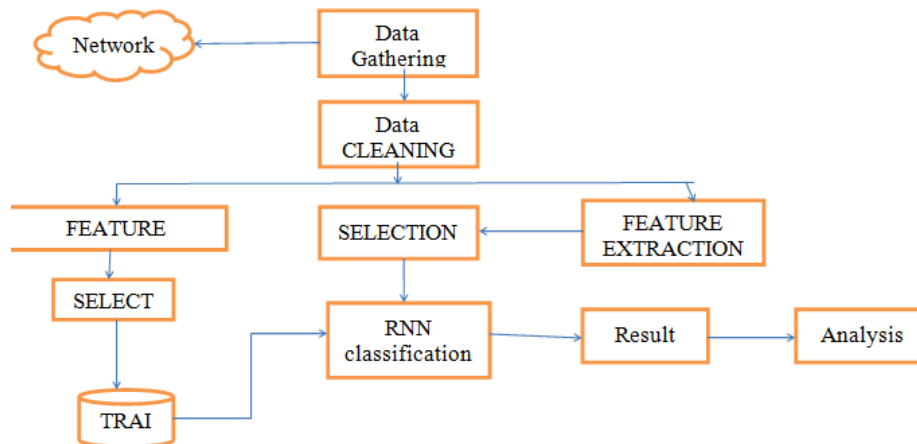 Network
Data
Gathering
Data
CLEANING
FEATURE
SELECTION
FEATURE
EXTRACTION
SELECT
RNN
classification
Result
Analysis
TRAI